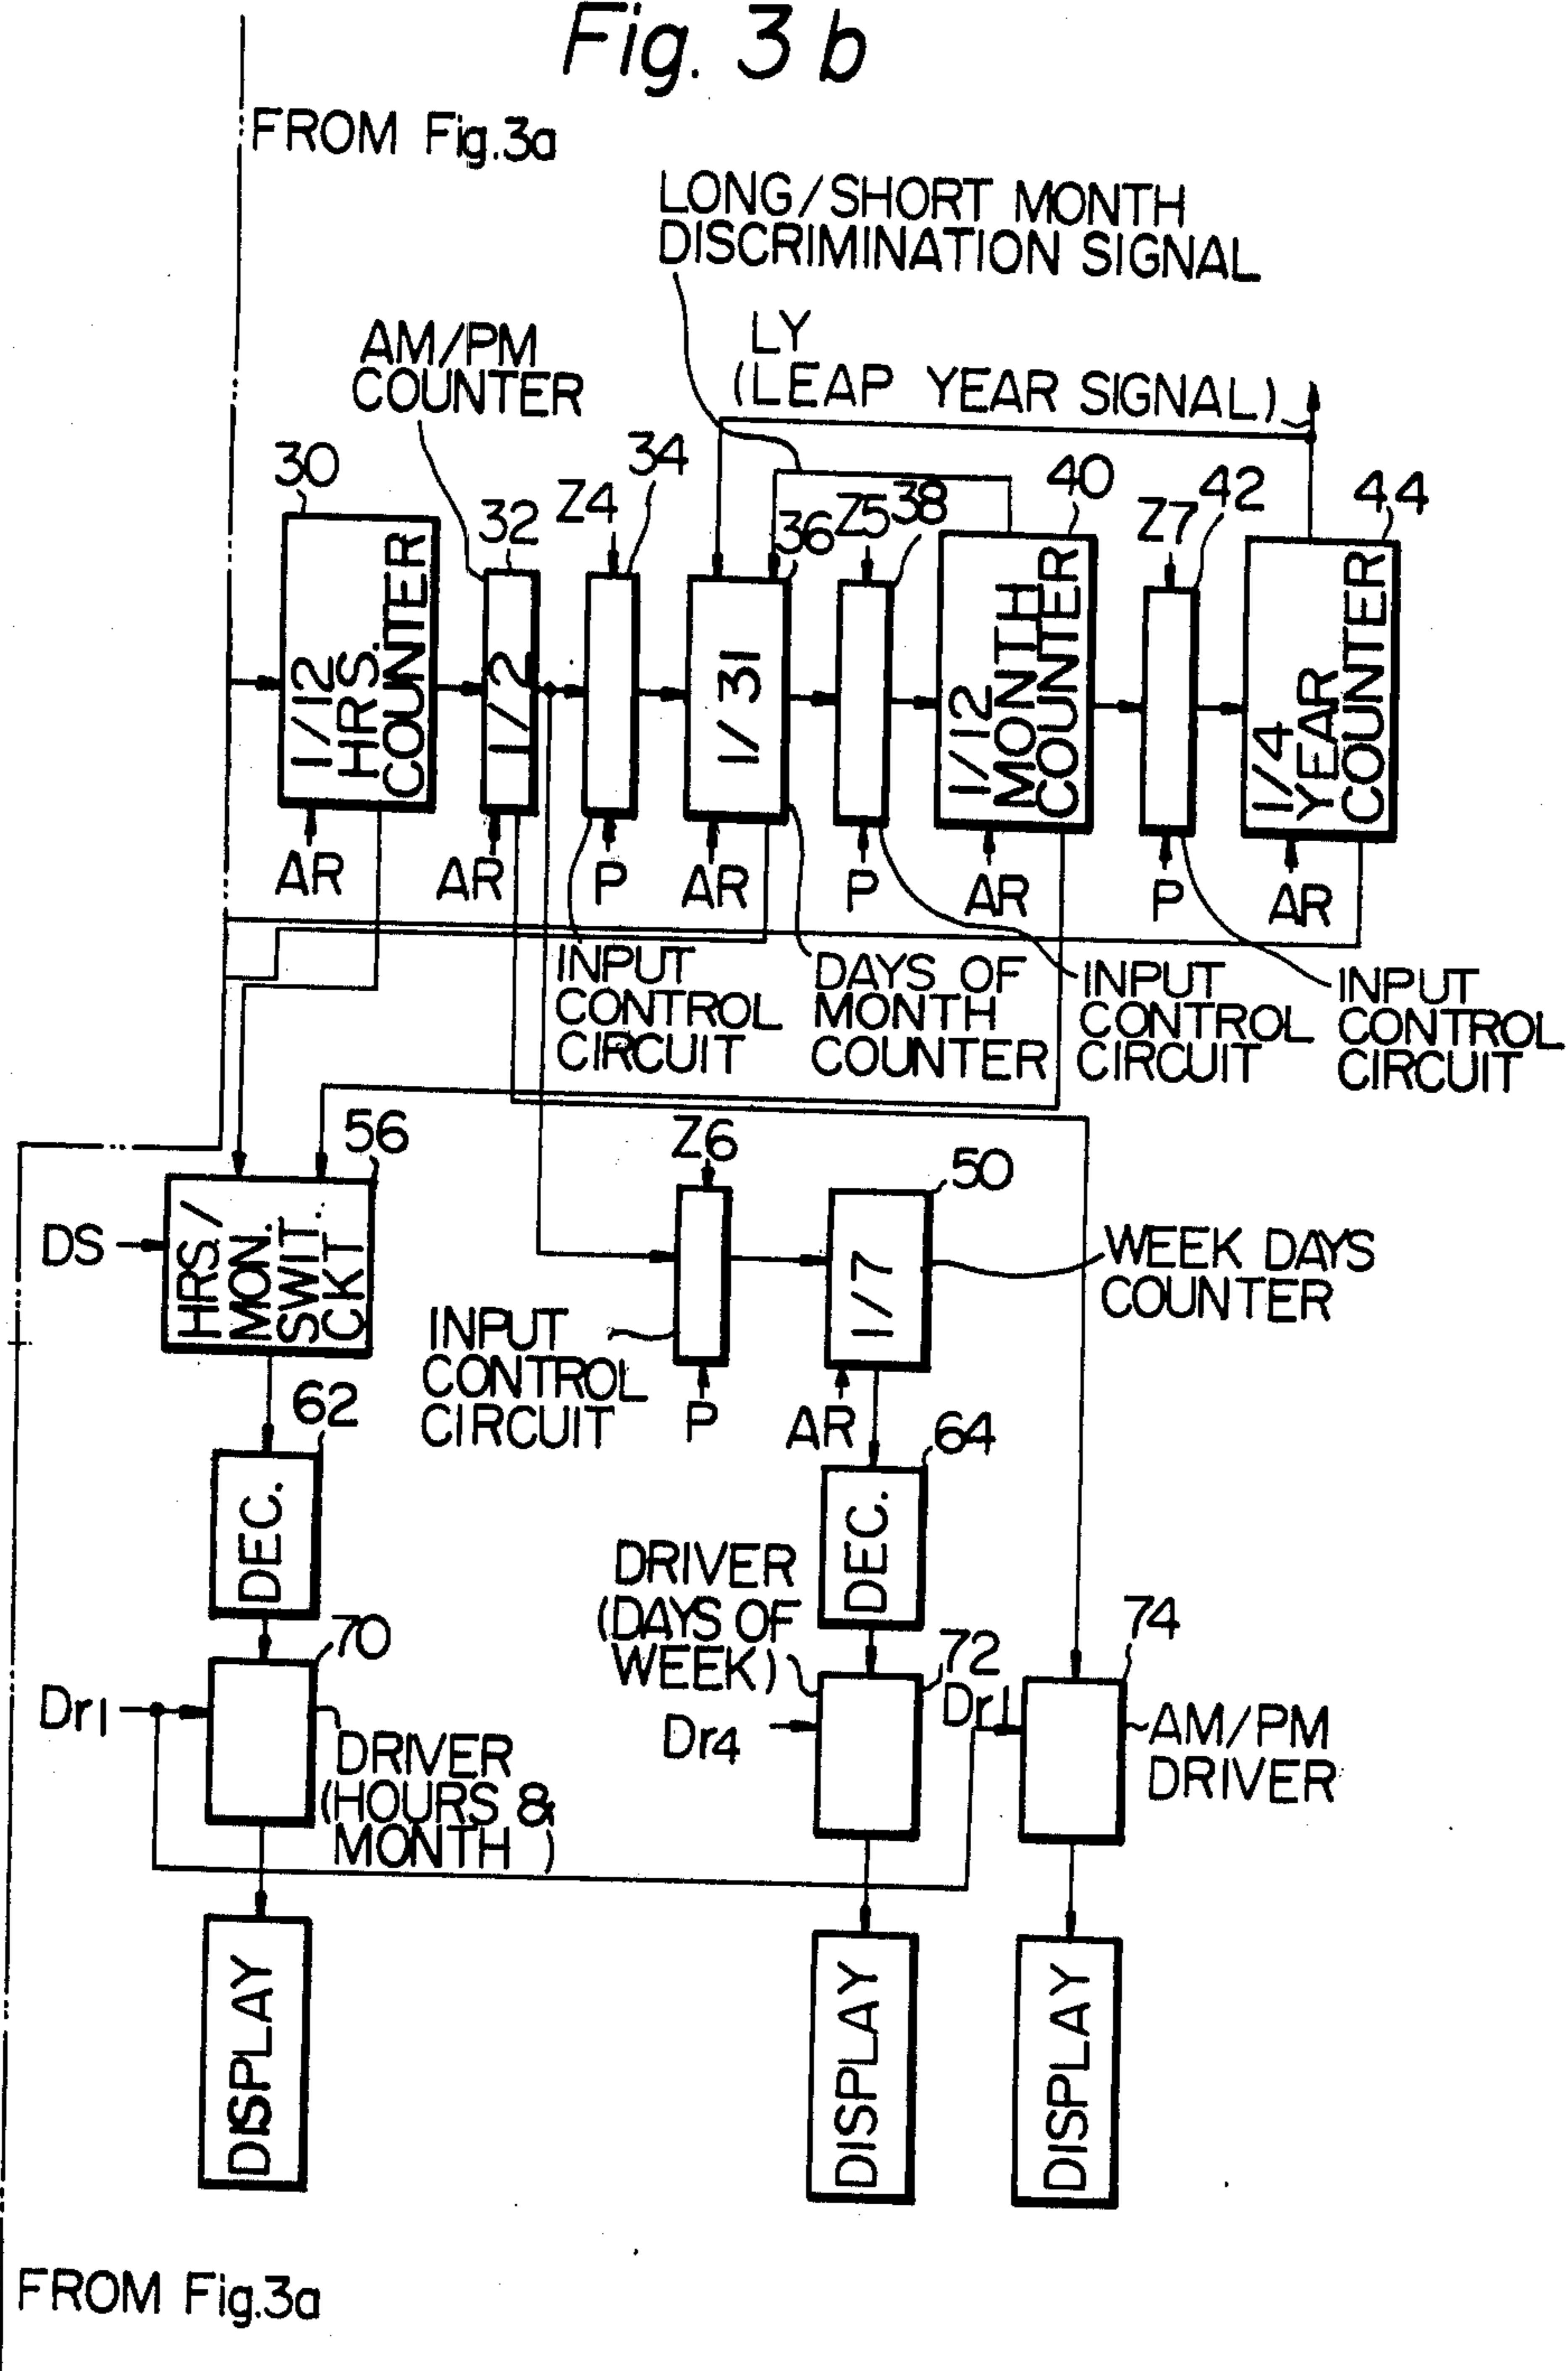 Fig. 3 b
FROM Fig.3a
LONG/SHORT MONTH
DISCRIMINATION SIGNAL
LY
(LEAP YEAR SIGNAL)
AM/PM
COUNTER
30
32
Z4
34
36
Z5
38
40
Z7
42
44
1/12
HRS.
COUNTER
1/2
1/31
1/12
MONTH
COUNTER
1/4
YEAR
COUNTER
AR
AR
P
AR
P
AR
P
AR
INPUT
CONTROL
CIRCUIT
DAYS OF
MONTH
COUNTER
INPUT
CONTROL
CIRCUIT
INPUT
CONTROL
CIRCUIT
56
Z6
50
DS
HRS./
MON.
SWIT.
CKT
1/7
WEEK DAYS
COUNTER
INPUT
CONTROL
CIRCUIT
P
AR
62
64
DEC.
DEC.
DRIVER
(DAYS OF
WEEK)
70
72
74
Dr1
Dr4
Dr1
DRIVER
(HOURS &
MONTH)
AM/PM
DRIVER
DISPLAY
DISPLAY
DISPLAY
FROM Fig.3a